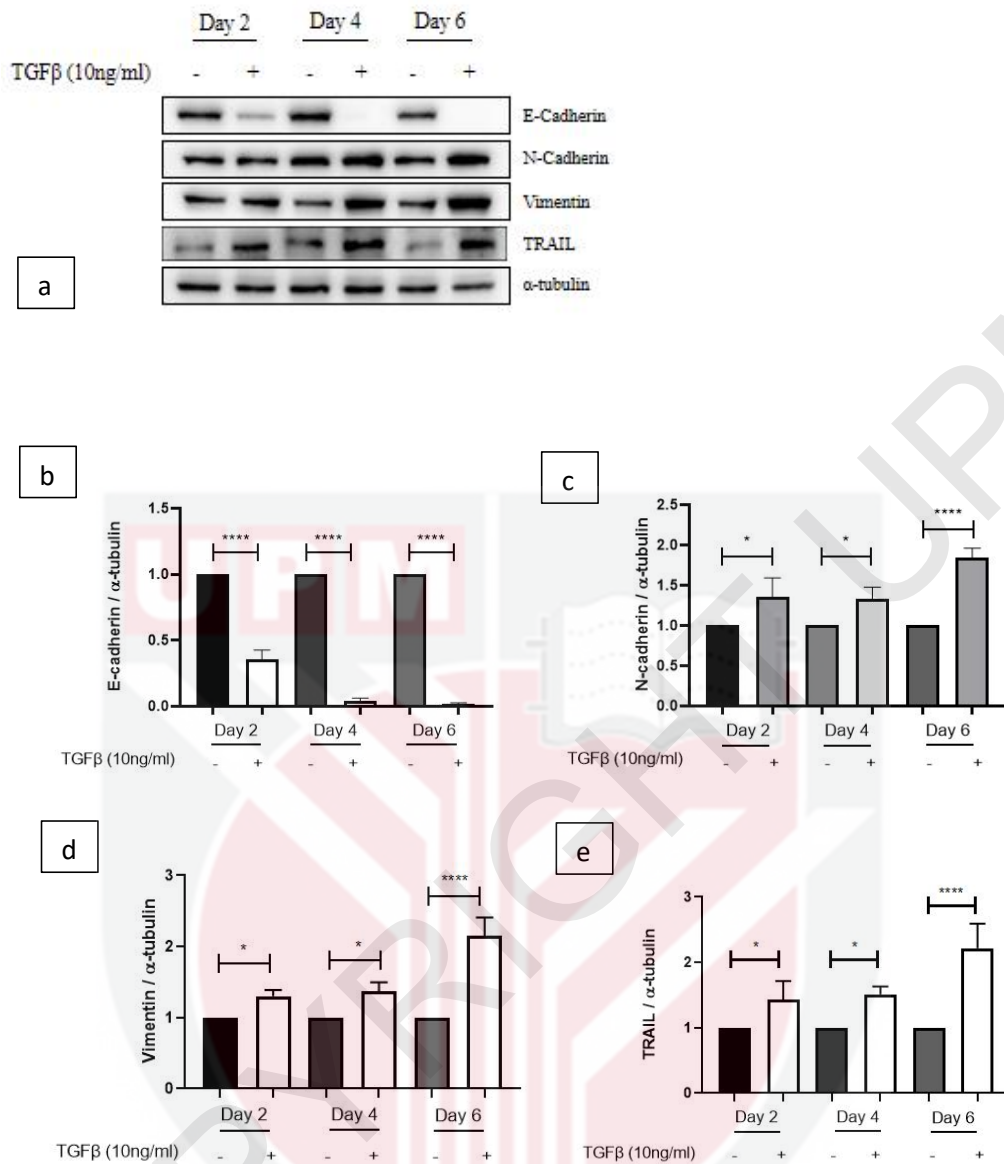 Day 2 Day 4 Day 6
TGFβ (10ng/ml) - + - + - +
E-Cadherin
N-Cadherin
Vimentin
TRAIL
α-tubulin
a
b
E-cadherin / α-tubulin
1.5
1.0
0.5
0.0
**** **** ****
Day 2 Day 4 Day 6
TGFβ (10ng/ml) - + - + - +
c
N-cadherin / α-tubulin
2.5
2.0
1.5
1.0
0.5
0.0
* * ****
Day 2 Day 4 Day 6
TGFβ (10ng/ml) - + - + - +
d
Vimentin / α-tubulin
3
2
1
0
* * ****
Day 2 Day 4 Day 6
TGFβ (10ng/ml) - + - + - +
e
TRAIL / α-tubulin
3
2
1
0
* * ****
Day 2 Day 4 Day 6
TGFβ (10ng/ml) - + - + - +
UPM
PYRIGHT UP